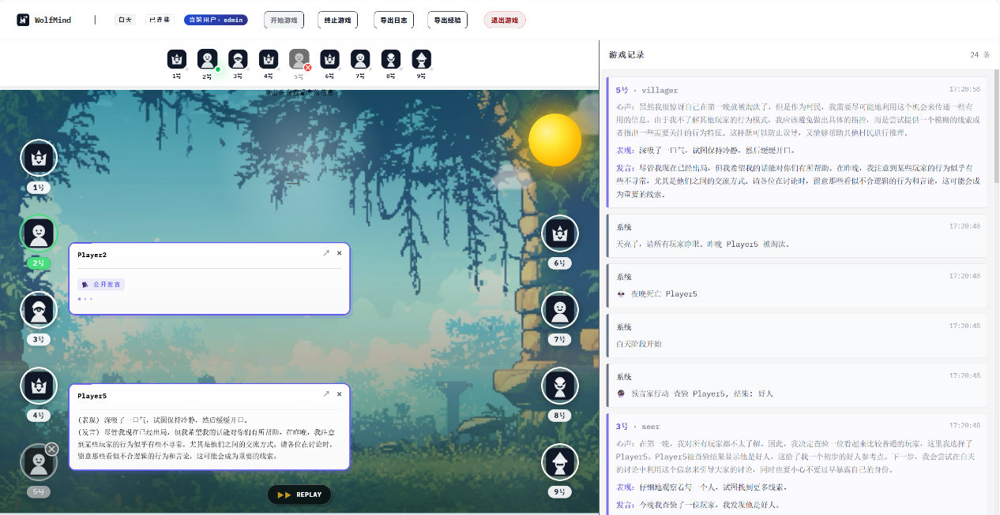 WolfMind
白天
已连接
当前用户: admin
开始游戏
终止游戏
导出日志
导出经验
退出游戏
1号
2号
3号
4号
5号
6号
7号
8号
9号
1号
2号
3号
4号
5号
6号
7号
8号
9号
Player2
公开发言
Player5
(表现) 深吸了一口气,试图保持冷静,然后缓缓开口。
(发言) 尽管我现在已经出局,但我希望我的话能对你们有所帮助。在昨晚,我注意
到某些玩家的行为似乎有些不寻常,尤其是他们之间的交流方式。请各位在讨论时,
留意那些看似不合逻辑的行为和言论,这可能会成为重要的线索。
REPLAY
游戏记录
24 条
5号 · villager
17:20:58
心声: 虽然我很惊讶自己在第一晚就被淘汰了,但是作为村民,我需要尽可能地利用这个机会来传递一些有
用的信息。由于我不了解其他玩家的行为模式,我应该避免做出具体的指控,而是尝试提供一个模糊的线索或
者指出一些需要关注的行为特征。这样既可以防止误导,又能够帮助其他村民进行推理。
表现: 深吸了一口气,试图保持冷静,然后缓缓开口。
发言: 尽管我现在已经出局,但我希望我的话能对你们有所帮助。在昨晚,我注意到某些玩家的行为似乎有
些不寻常,尤其是他们之间的交流方式。请各位在讨论时,留意那些看似不合逻辑的行为和言论,这可能会成
为重要的线索。
系统
17:20:48
天亮了,请所有玩家睁眼。昨晚 Player5 被淘汰。
系统
17:20:48
夜晚死亡 Player5
系统
17:20:48
白天阶段开始
系统
17:20:48
预言家行动 查验 Player5, 结果: 好人
3号 · seer
17:20:48
心声: 在第一晚,我对所有玩家都不太了解。因此,我决定查验一位看起来比较普通的玩家,这里我选择了
Player5。Player5被查验结果显示他是好人,这给了我一个初步的好人参考点。下一步,我会尝试在白天
的讨论中利用这个信息来引导大家的讨论,同时也要小心不要过早暴露自己的身份。
表现: 仔细地观察着每一个人,试图找到更多线索。
发言: 今晚我查验了一位玩家,我发现他是好人。